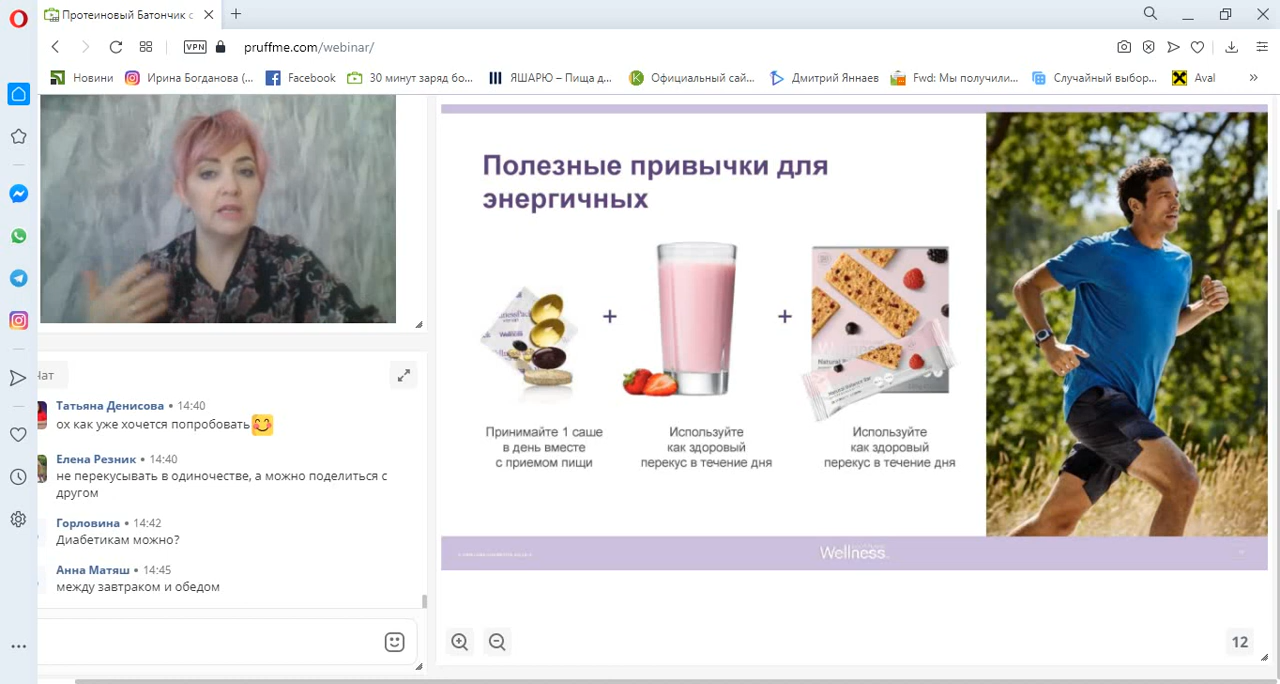 Протеиновый Батончик с
VPN
pruffme.com/webinar/
Новини
Ирина Богданова (...
Facebook
30 минут заряд бо...
ЯШАРЮ – Пища д...
Официальный сай...
Дмитрий Яннаев
Fwd: Мы получили...
Случайный выбор...
Aval
Полезные привычки для
энергичных
+
+
Принимайте 1 саше
в день вместе
с приемом пищи
Используйте
как здоровый
перекус в течение дня
Используйте
как здоровый
перекус в течение дня
Wellness
12
Чат
Татьяна Денисова • 14:40
ох как уже хочется попробовать
Елена Резник • 14:40
не перекусывать в одиночестве, а можно поделиться с
другом
Горловина • 14:42
Диабетикам можно?
Анна Матяш • 14:45
между завтраком и обедом